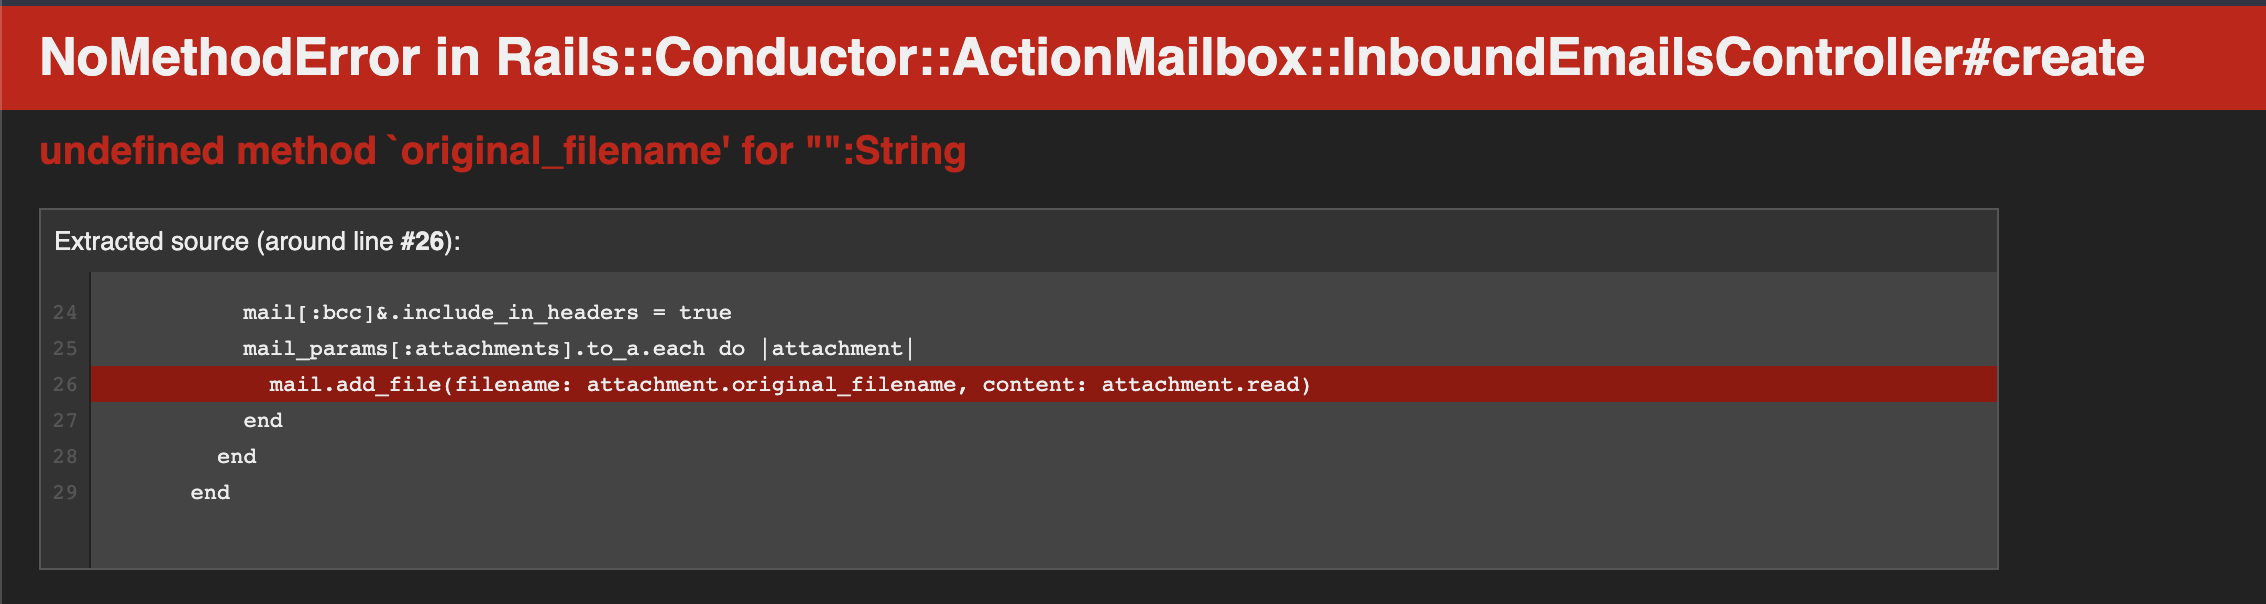 NoMethodError in Rails::Conductor::ActionMailbox::InboundEmailsController#create
undefined method `original_filename' for "":String
Extracted source (around line #26):
24 mail[:bcc]&.include_in_headers = true
25 mail_params[:attachments].to_a.each do |attachment|
26 mail.add_file(filename: attachment.original_filename, content: attachment.read)
27 end
28 end
29 end